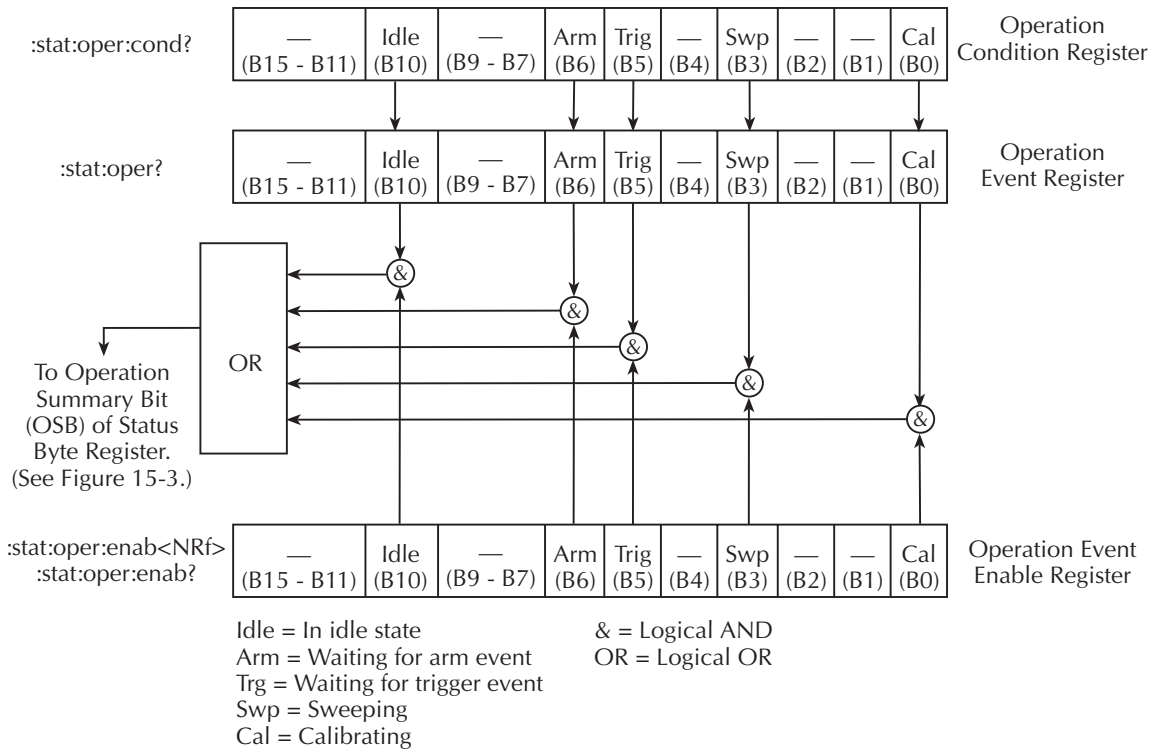 :stat:oper:cond?
— Idle — Arm Trig — Swp — — Cal
(B15 - B11) (B10) (B9 - B7) (B6) (B5) (B4) (B3) (B2) (B1) (B0)
Operation
Condition Register
:stat:oper?
— Idle — Arm Trig — Swp — — Cal
(B15 - B11) (B10) (B9 - B7) (B6) (B5) (B4) (B3) (B2) (B1) (B0)
Operation
Event Register
&
&
&
&
&
OR
To Operation
Summary Bit
(OSB) of Status
Byte Register.
(See Figure 15-3.)
:stat:oper:enab<NRf>
:stat:oper:enab?
— Idle — Arm Trig — Swp — — Cal
(B15 - B11) (B10) (B9 - B7) (B6) (B5) (B4) (B3) (B2) (B1) (B0)
Operation Event
Enable Register
Idle = In idle state
Arm = Waiting for arm event
Trg = Waiting for trigger event
Swp = Sweeping
Cal = Calibrating
& = Logical AND
OR = Logical OR